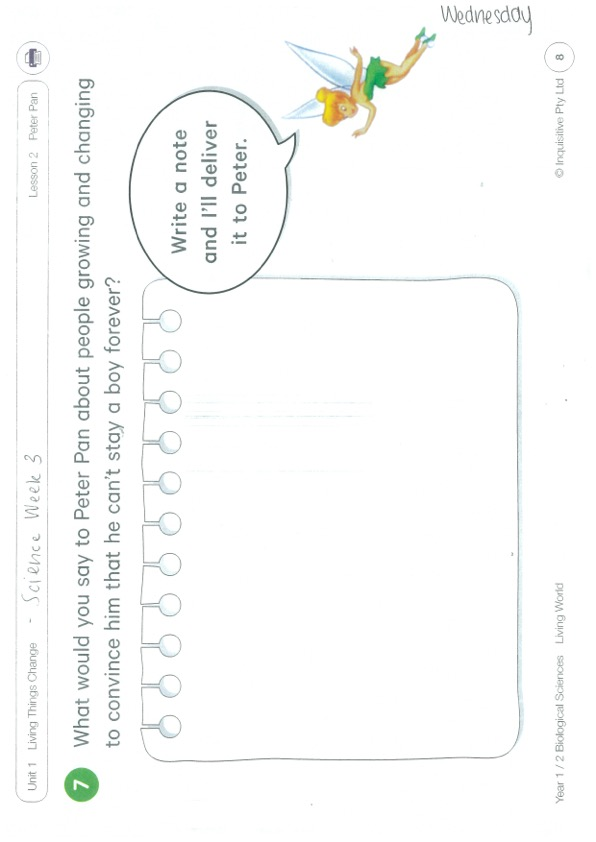 Wednesday
Unit 1 Living Things Change - Science Week 3 Lesson 2 Peter Pan
7 What would you say to Peter Pan about people growing and changing
to convince him that he can't stay a boy forever?
Write a note
and I'll deliver
it to Peter.
Year 1 / 2 Biological Sciences Living World © Inquisitive Pty Ltd 8